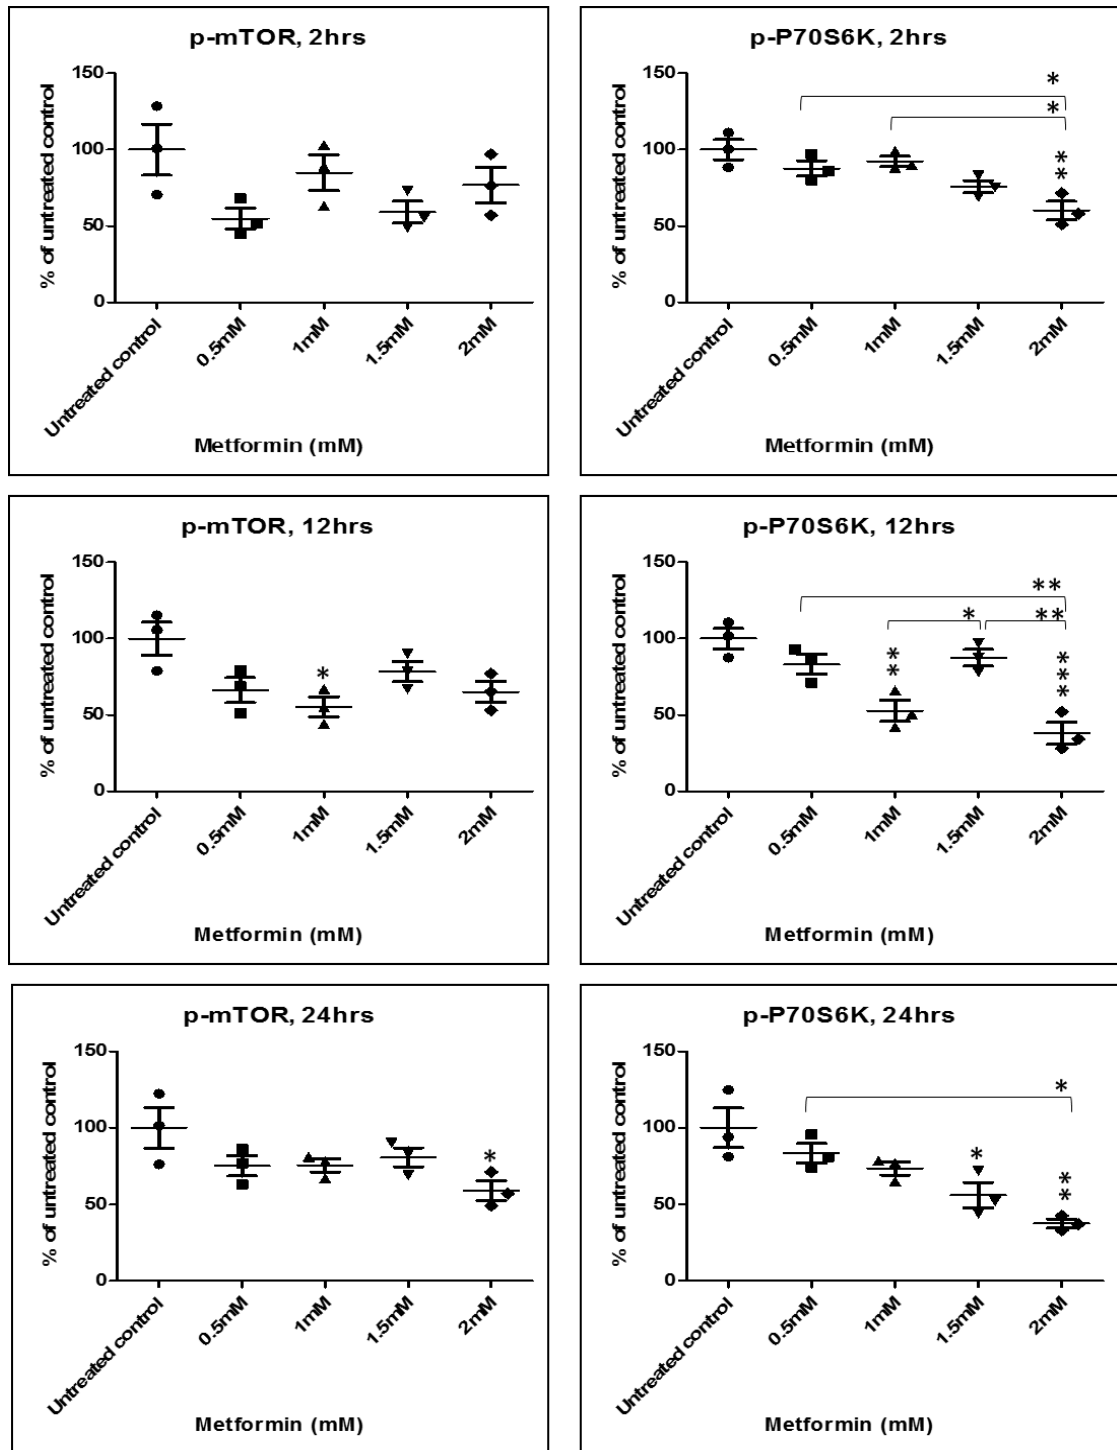 p-mTOR, 2hrs
% of untreated control
150
100
50
0
Untreated control
0.5mM
1mM
1.5mM
2mM
Metformin (mM)
p-P70S6K, 2hrs
% of untreated control
150
100
50
0
*
*
**
Untreated control
0.5mM
1mM
1.5mM
2mM
Metformin (mM)
p-mTOR, 12hrs
% of untreated control
150
100
50
0
*
Untreated control
0.5mM
1mM
1.5mM
2mM
Metformin (mM)
p-P70S6K, 12hrs
% of untreated control
150
100
50
0
**
*
**
**
***
Untreated control
0.5mM
1mM
1.5mM
2mM
Metformin (mM)
p-mTOR, 24hrs
% of untreated control
150
100
50
0
*
Untreated control
0.5mM
1mM
1.5mM
2mM
Metformin (mM)
p-P70S6K, 24hrs
% of untreated control
150
100
50
0
*
*
**
Untreated control
0.5mM
1mM
1.5mM
2mM
Metformin (mM)